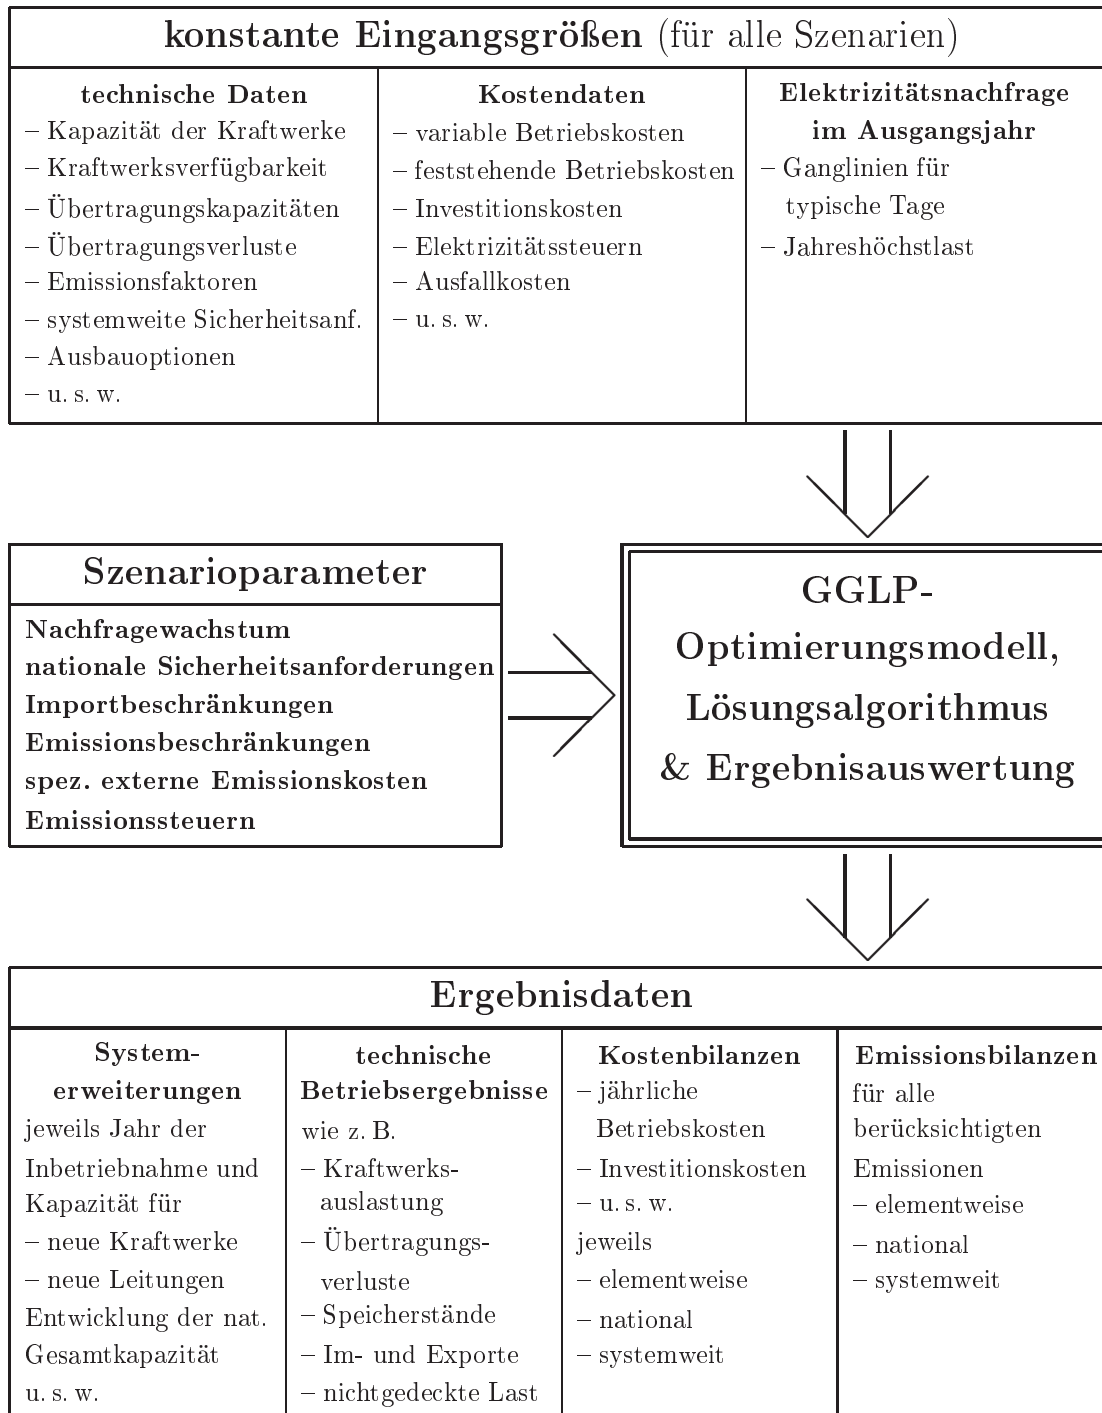 konstante Eingangsgrößen (für alle Szenarien)
technische Daten
– Kapazität der Kraftwerke
– Kraftwerksverfügbarkeit
– Übertragungskapazitäten
– Übertragungsverluste
– Emissionsfaktoren
– systemweite Sicherheitsanf.
– Ausbauoptionen
– u. s. w.
Kostendaten
– variable Betriebskosten
– feststehende Betriebskosten
– Investitionskosten
– Elektrizitätssteuern
– Ausfallkosten
– u. s. w.
Elektrizitätsnachfrage
im Ausgangsjahr
– Ganglinien für
typische Tage
– Jahreshöchstlast
Szenarioparameter
Nachfragewachstum
nationale Sicherheitsanforderungen
Importbeschränkungen
Emissionsbeschränkungen
spez. externe Emissionskosten
Emissionssteuern
GGLP-
Optimierungsmodell,
Lösungsalgorithmus
& Ergebnisauswertung
Ergebnisdaten
System-
erweiterungen
jeweils Jahr der
Inbetriebnahme und
Kapazität für
– neue Kraftwerke
– neue Leitungen
Entwicklung der nat.
Gesamtkapazität
u. s. w.
technische
Betriebsergebnisse
wie z. B.
– Kraftwerks-
auslastung
– Übertragungs-
verluste
– Speicherstände
– Im- und Exporte
– nichtgedeckte Last
Kostenbilanzen
– jährliche
Betriebskosten
– Investitionskosten
– u. s. w.
jeweils
– elementweise
– national
– systemweit
Emissionsbilanzen
für alle
berücksichtigten
Emissionen
– elementweise
– national
– systemweit